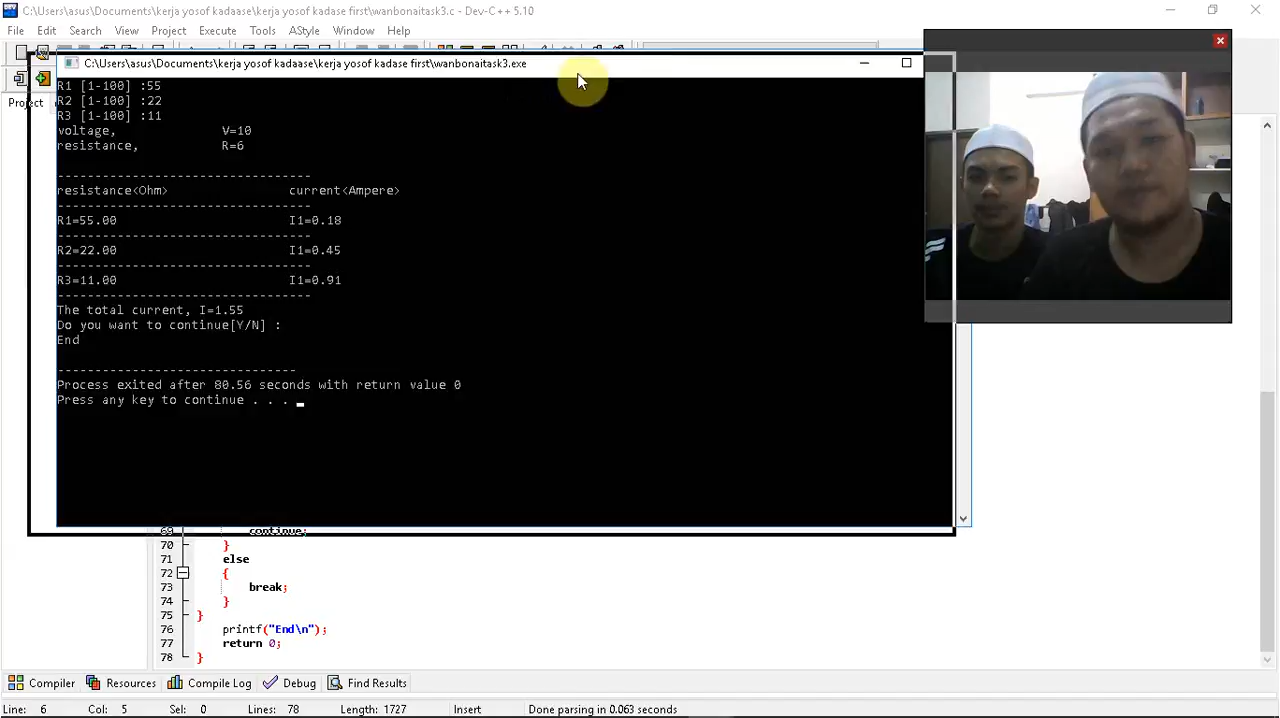 C:\Users\asus\Documents\kerja yosof kadaase\kerja yosof kadase first\wanbonaitask3.c - Dev-C++ 5.10
File Edit Search View Project Execute Tools AStyle Window Help
C:\Users\asus\Documents\kerja yosof kadaase\kerja yosof kadase first\wanbonaitask3.exe
Project
R1 [1-100] :55
R2 [1-100] :22
R3 [1-100] :11
voltage, V=10
resistance, R=6
----------------------------------
resistance<Ohm> current<Ampere>
----------------------------------
R1=55.00 I1=0.18
----------------------------------
R2=22.00 I1=0.45
----------------------------------
R3=11.00 I1=0.91
----------------------------------
The total current, I=1.55
Do you want to continue[Y/N] :
End
--------------------------------
Process exited after 80.56 seconds with return value 0
Press any key to continue . . .
69 continue;
70 }
71 else
72 {
73 break;
74 }
75 }
76 printf("End\n");
77 return 0;
78 }
Compiler Resources Compile Log Debug Find Results
Line: 6 Col: 5 Sel: 0 Lines: 78 Length: 1727 Insert Done parsing in 0.063 seconds